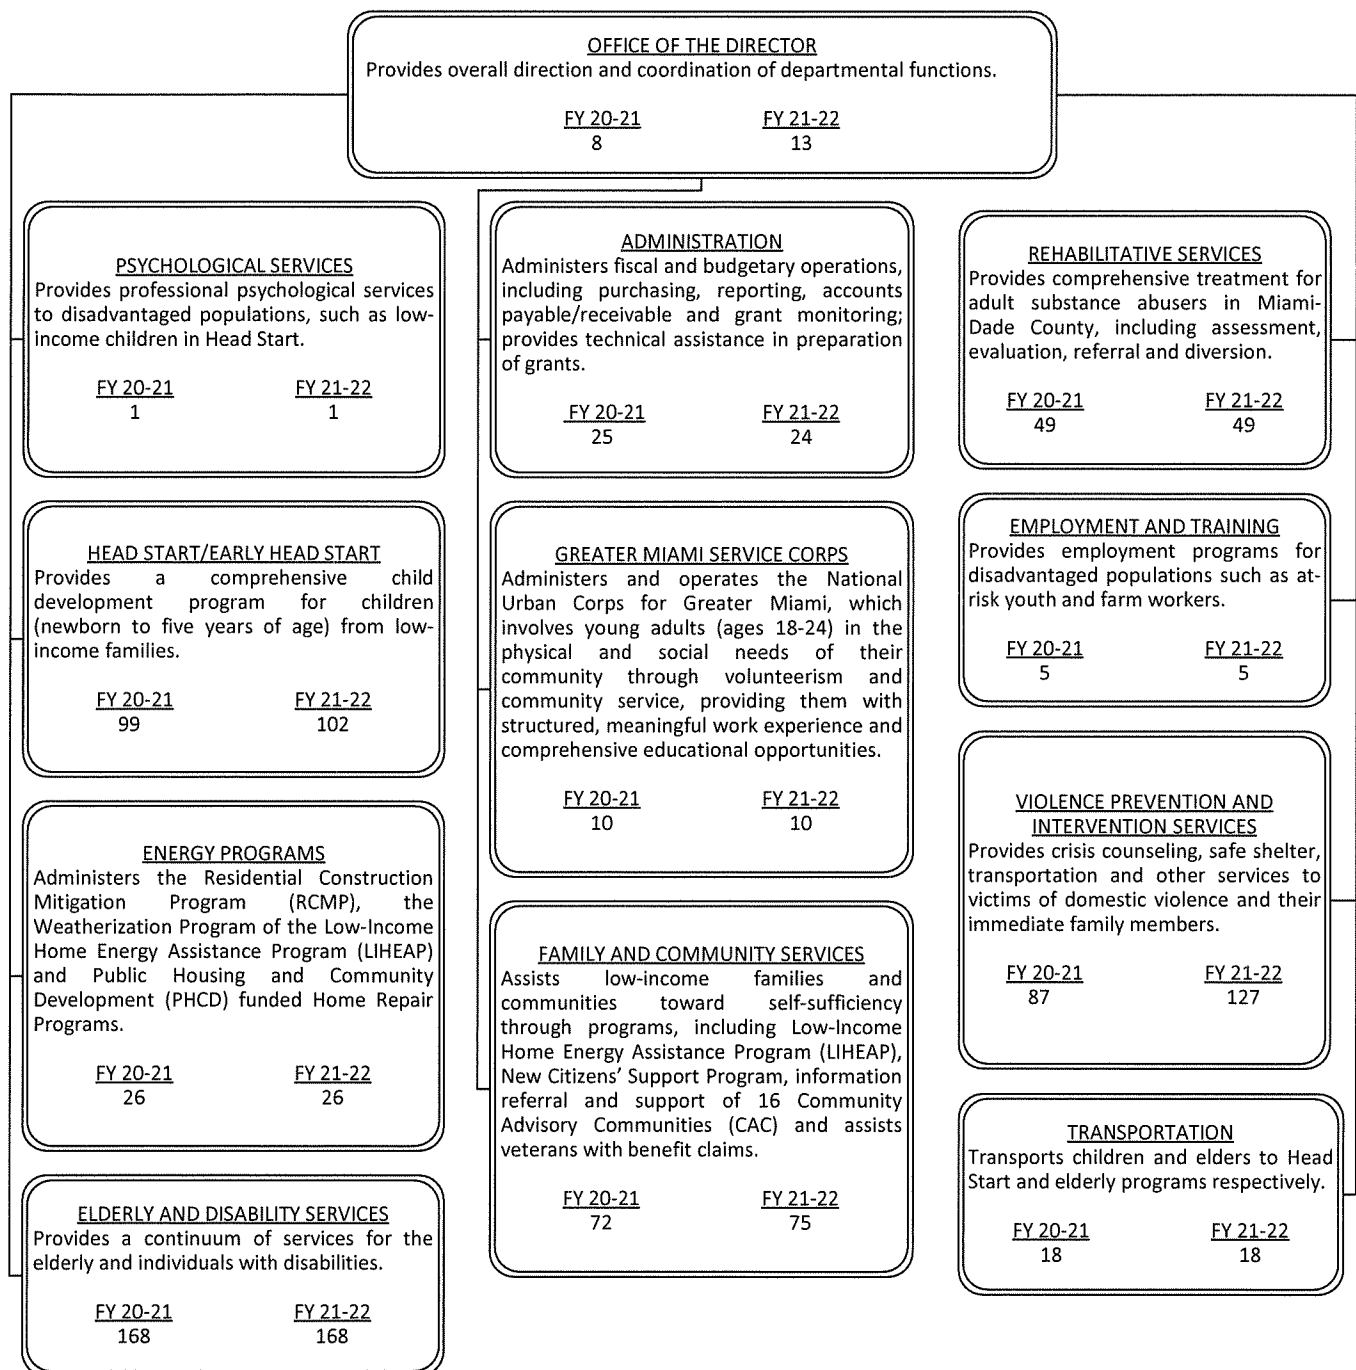 OFFICE OF THE DIRECTOR
Provides overall direction and coordination of departmental functions.
FY 20-21 FY 21-22
8 13
PSYCHOLOGICAL SERVICES
Provides professional psychological services
to disadvantaged populations, such as low-
income children in Head Start.
FY 20-21 FY 21-22
1 1
HEAD START/EARLY HEAD START
Provides a comprehensive child
development program for children
(newborn to five years of age) from low-
income families.
FY 20-21 FY 21-22
99 102
ENERGY PROGRAMS
Administers the Residential Construction
Mitigation Program (RCMP), the
Weatherization Program of the Low-Income
Home Energy Assistance Program (LIHEAP)
and Public Housing and Community
Development (PHCD) funded Home Repair
Programs.
FY 20-21 FY 21-22
26 26
ELDERLY AND DISABILITY SERVICES
Provides a continuum of services for the
elderly and individuals with disabilities.
FY 20-21 FY 21-22
168 168
ADMINISTRATION
Administers fiscal and budgetary operations,
including purchasing, reporting, accounts
payable/receivable and grant monitoring;
provides technical assistance in preparation
of grants.
FY 20-21 FY 21-22
25 24
GREATER MIAMI SERVICE CORPS
Administers and operates the National
Urban Corps for Greater Miami, which
involves young adults (ages 18-24) in the
physical and social needs of their
community through volunteerism and
community service, providing them with
structured, meaningful work experience and
comprehensive educational opportunities.
FY 20-21 FY 21-22
10 10
FAMILY AND COMMUNITY SERVICES
Assists low-income families and
communities toward self-sufficiency
through programs, including Low-Income
Home Energy Assistance Program (LIHEAP),
New Citizens’ Support Program, information
referral and support of 16 Community
Advisory Communities (CAC) and assists
veterans with benefit claims.
FY 20-21 FY 21-22
72 75
REHABILITATIVE SERVICES
Provides comprehensive treatment for
adult substance abusers in Miami-
Dade County, including assessment,
evaluation, referral and diversion.
FY 20-21 FY 21-22
49 49
EMPLOYMENT AND TRAINING
Provides employment programs for
disadvantaged populations such as at-
risk youth and farm workers.
FY 20-21 FY 21-22
5 5
VIOLENCE PREVENTION AND
INTERVENTION SERVICES
Provides crisis counseling, safe shelter,
transportation and other services to
victims of domestic violence and their
immediate family members.
FY 20-21 FY 21-22
87 127
TRANSPORTATION
Transports children and elders to Head
Start and elderly programs respectively.
FY 20-21 FY 21-22
18 18